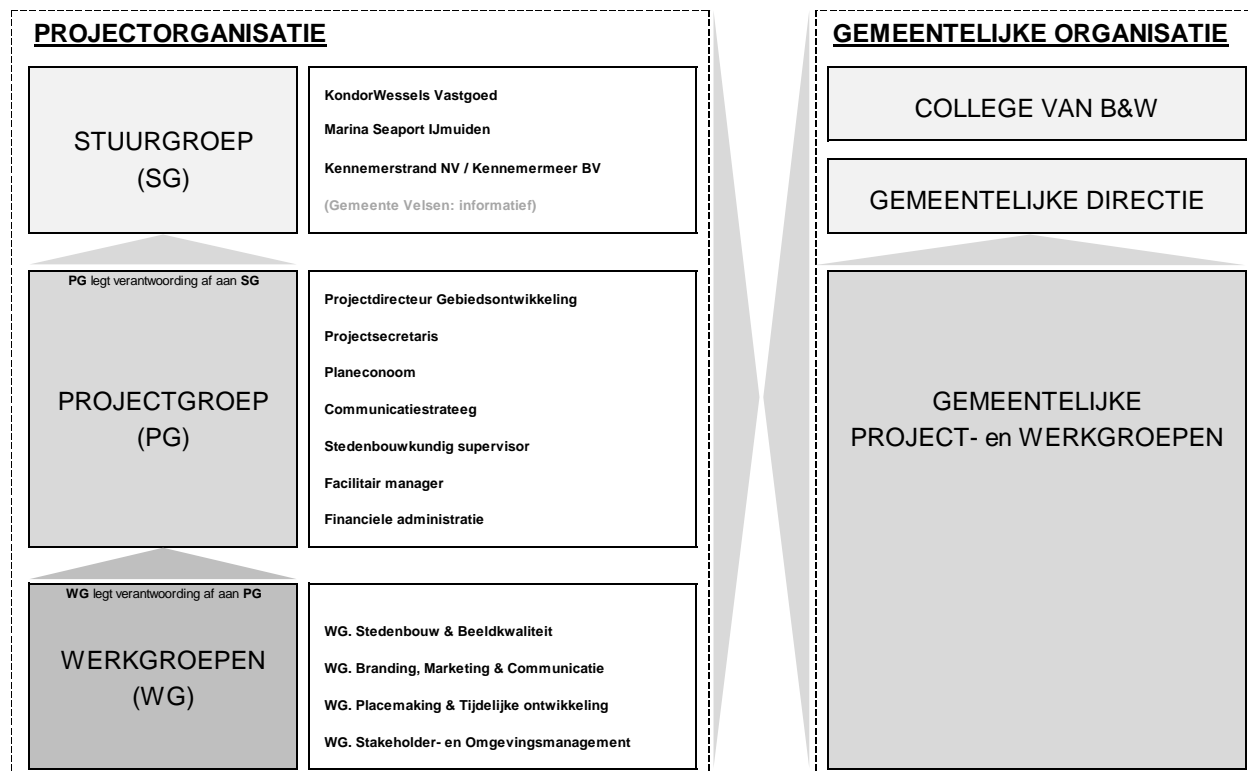 PROJECTORGANISATIE
STUURGROEP
(SG)
KondorWessels Vastgoed
Marina Seaport IJmuiden
Kennemerstrand NV / Kennemermeer BV
(Gemeente Velsen: informatief)
PG legt verantwoording af aan SG
PROJECTGROEP
(PG)
Projectdirecteur Gebiedsontwikkeling
Projectsecretaris
Planeconoom
Communicatiestrateeg
Stedenbouwkundig supervisor
Facilitair manager
Financiele administratie
WG legt verantwoording af aan PG
WERKGROEPEN
(WG)
WG. Stedenbouw & Beeldkwaliteit
WG. Branding, Marketing & Communicatie
WG. Placemaking & Tijdelijke ontwikkeling
WG. Stakeholder- en Omgevingsmanagement
GEMEENTELIJKE ORGANISATIE
COLLEGE VAN B&W
GEMEENTELIJKE DIRECTIE
GEMEENTELIJKE
PROJECT- en WERKGROEPEN